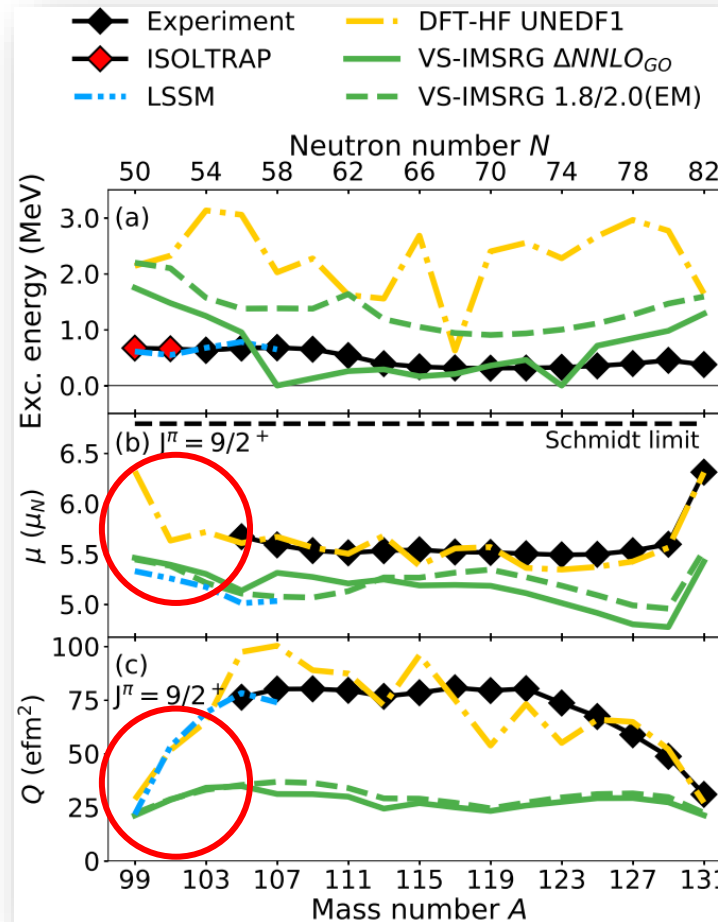 Experiment
ISOLTRAP
LSSM
DFT-HF UNEDF1
VS-IMSRG ΔNNLO_GO
VS-IMSRG 1.8/2.0(EM)
Neutron number N
50 54 58 62 66 70 74 78 82
Exc. energy (MeV)
3.0
2.0
1.0
0.0
(a)
μ (μ_N)
6.5
6.0
5.5
5.0
(b) J^π = 9/2^+
Schmidt limit
Q (efm²)
100
75
50
25
0
(c)
J^π = 9/2^+
99 103 107 111 115 119 123 127 131
Mass number A